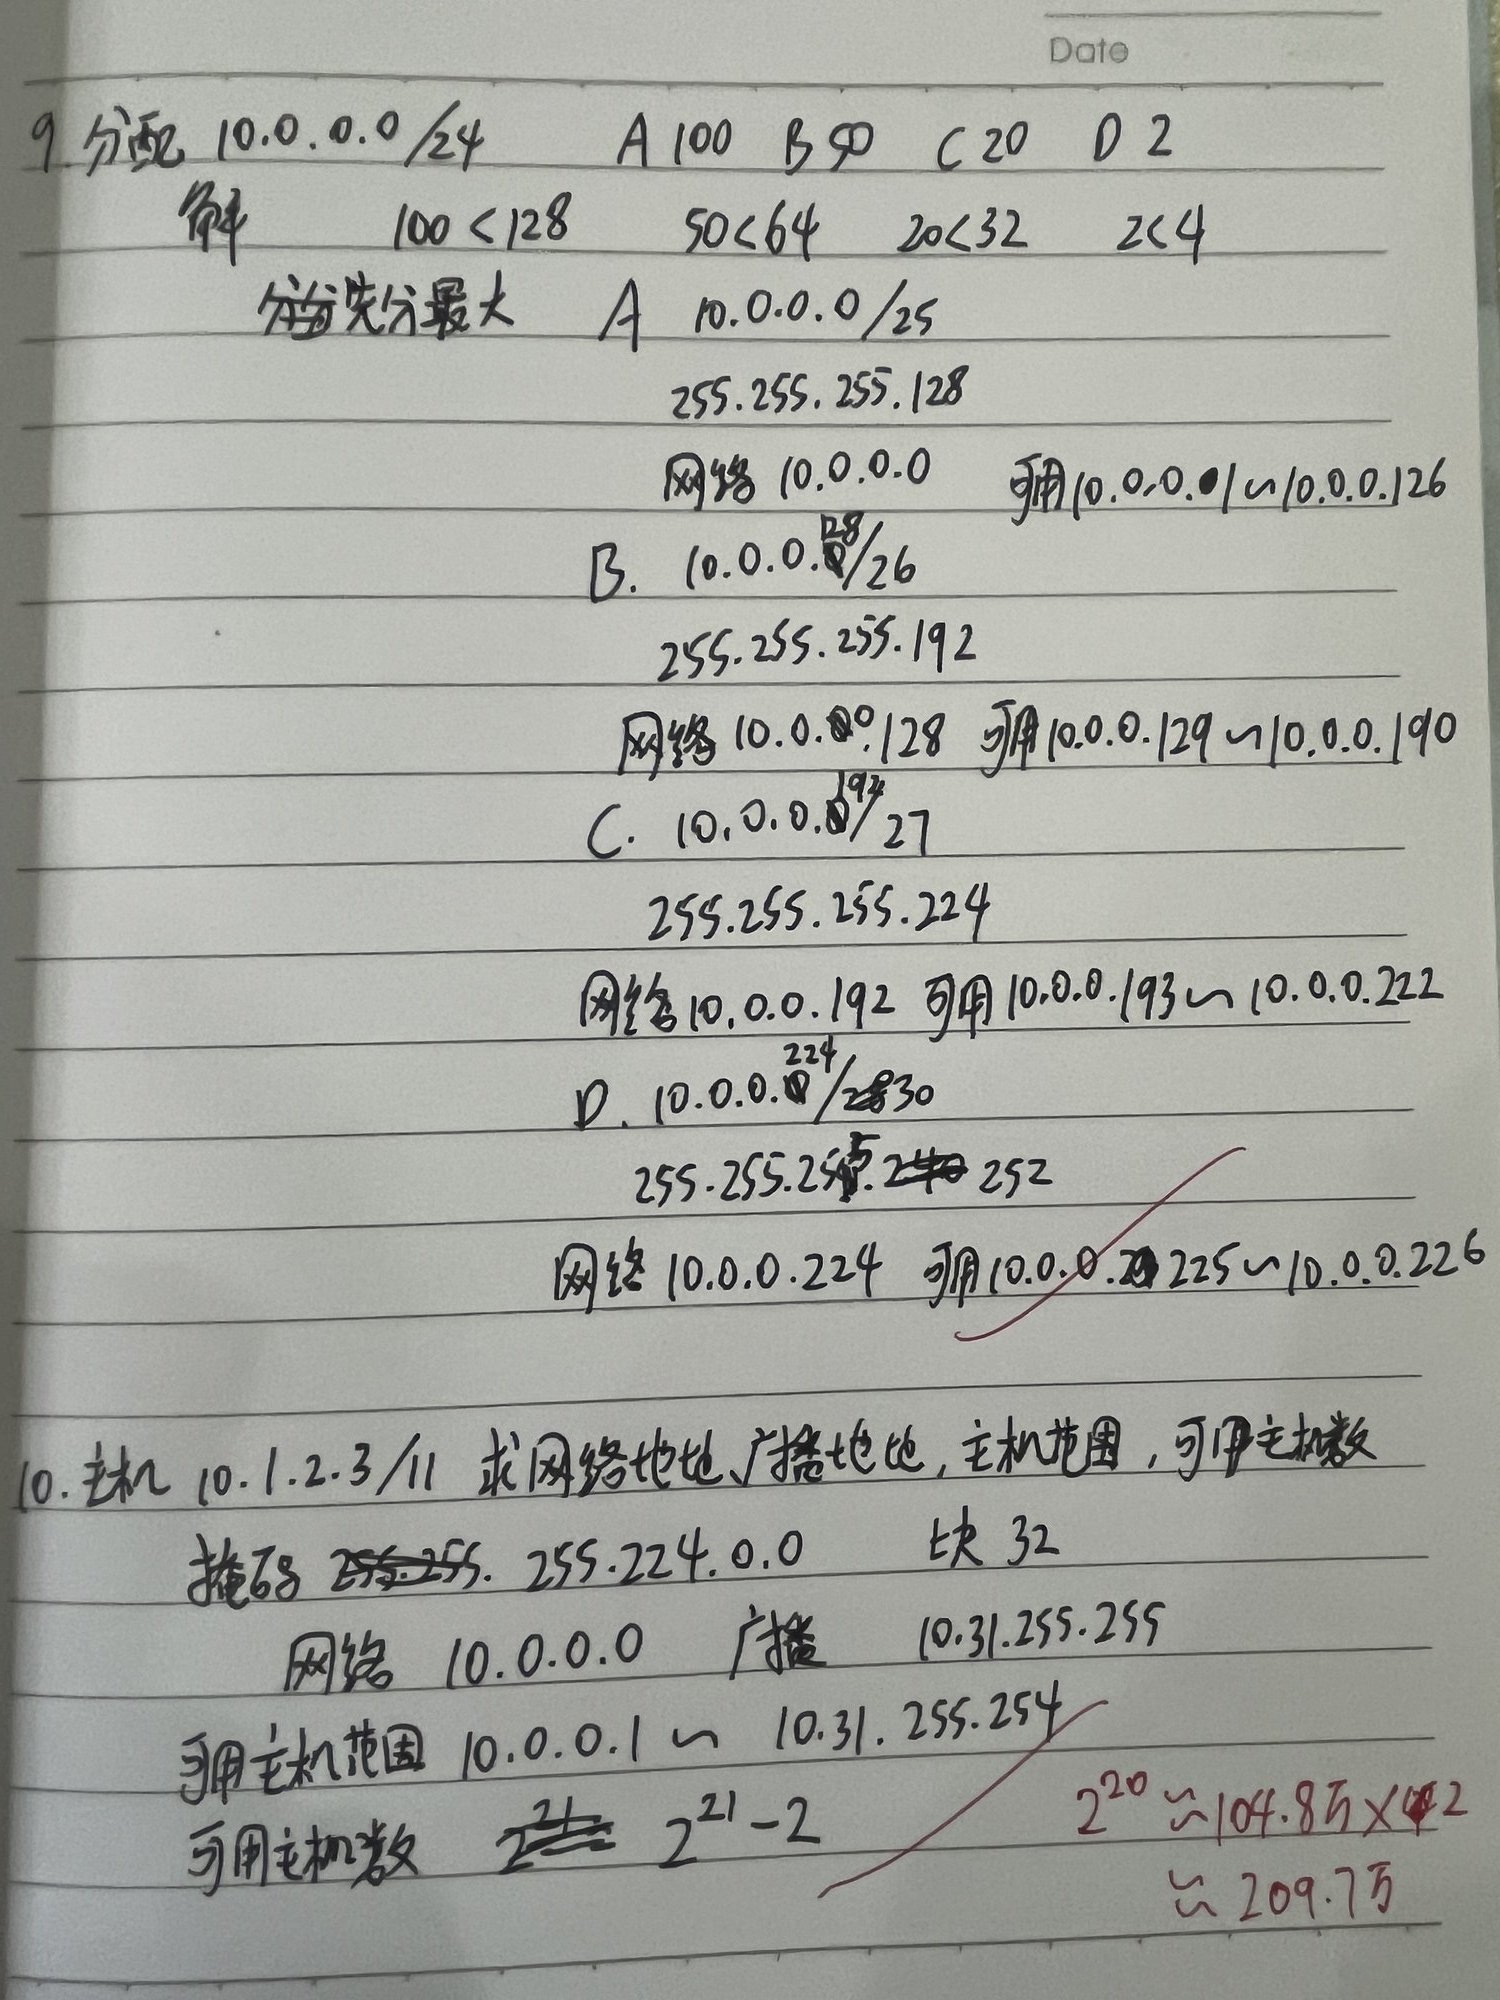 Date
9. 分配 10.0.0.0/24 A 100 B 50 C 20 D 2
解 100<128 50<64 20<32 2<4
先分最大 A 10.0.0.0/25
255.255.255.128
网络 10.0.0.0 可用10.0.0.1~10.0.0.126
B. 10.0.0.128/26
255.255.255.192
网络 10.0.0.128 可用10.0.0.129~10.0.0.190
C. 10.0.0.192/27
255.255.255.224
网络 10.0.0.192 可用10.0.0.193~10.0.0.222
D. 10.0.0.224/30
255.255.255.252
网络 10.0.0.224 可用10.0.0.225~10.0.0.226
10. 主机 10.1.2.3/11 求网络地址、广播地址,主机范围,可用主机数
掩码 255.224.0.0 块 32
网络 10.0.0.0 广播 10.31.255.255
可用主机范围 10.0.0.1 ~ 10.31.255.254
可用主机数 2²¹-2 2²⁰≈104.8万×2
≈209.7万